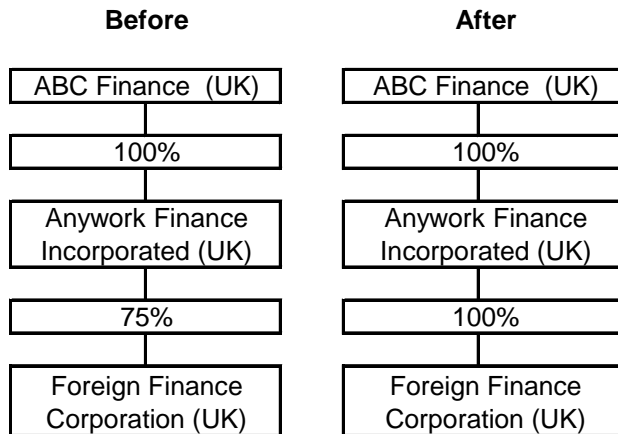 Before
ABC Finance (UK)
100%
Anywork Finance
Incorporated (UK)
75%
Foreign Finance
Corporation (UK)
After
ABC Finance (UK)
100%
Anywork Finance
Incorporated (UK)
100%
Foreign Finance
Corporation (UK)